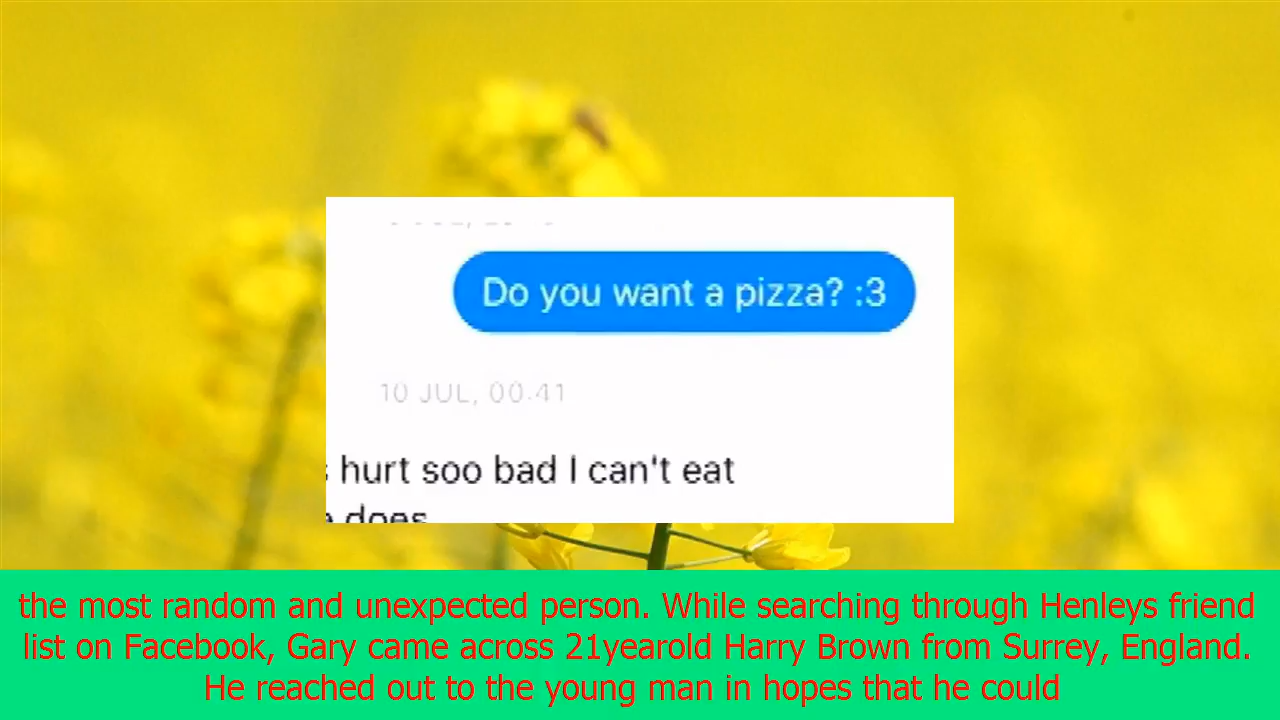 Do you want a pizza? :3
10 JUL, 00:41
hurt soo bad I can't eat
does
the most random and unexpected person. While searching through Henleys friend
list on Facebook, Gary came across 21yearold Harry Brown from Surrey, England.
He reached out to the young man in hopes that he could